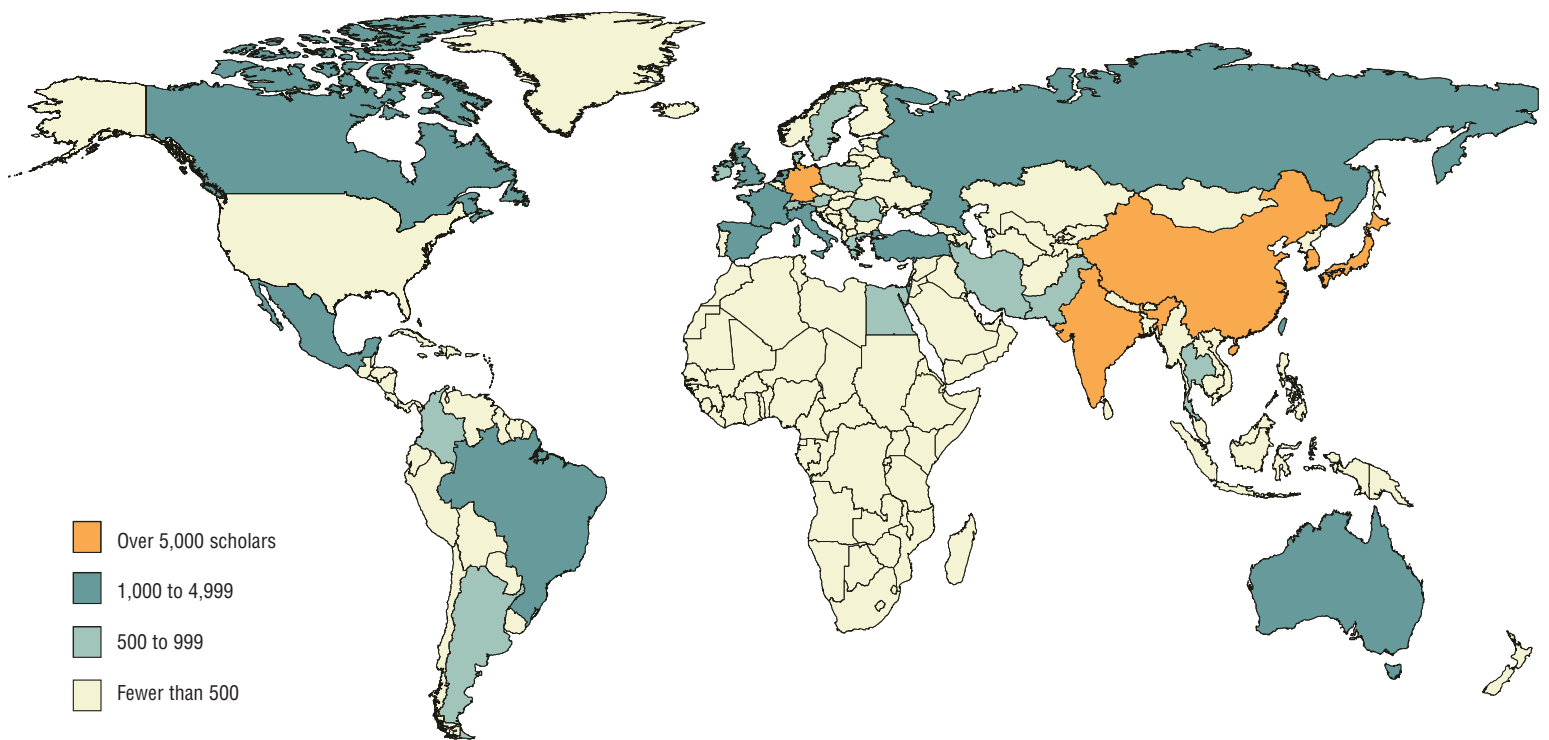 Over 5,000 scholars
1,000 to 4,999
500 to 999
Fewer than 500